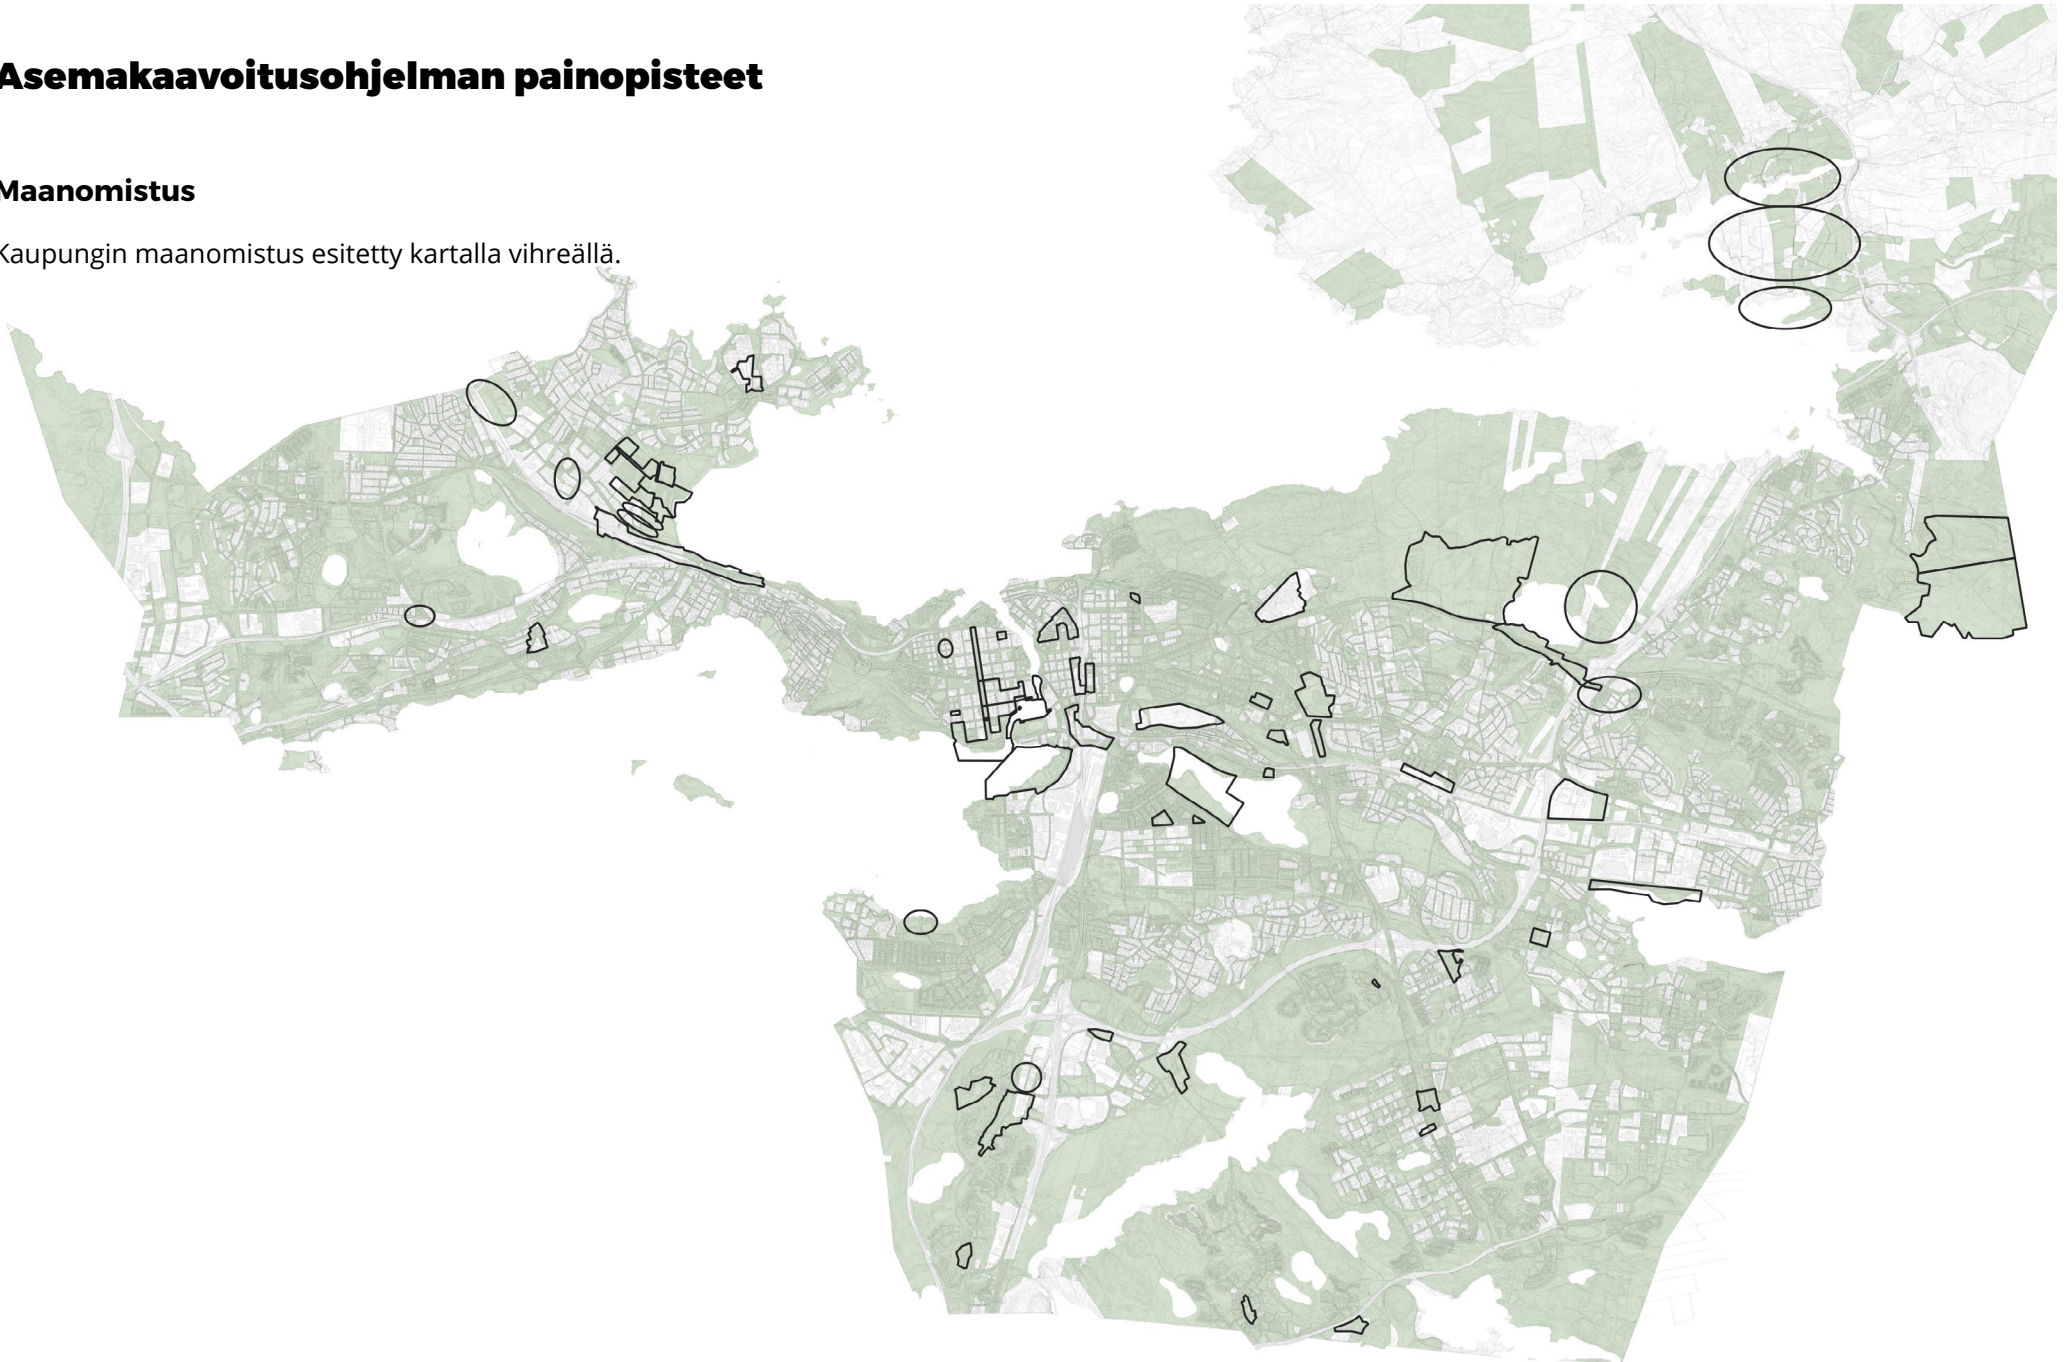 Asemakaavoitusohjelman painopisteet
Maanomistus
Kaupungin maanomistus esitetty kartalla vihreällä.